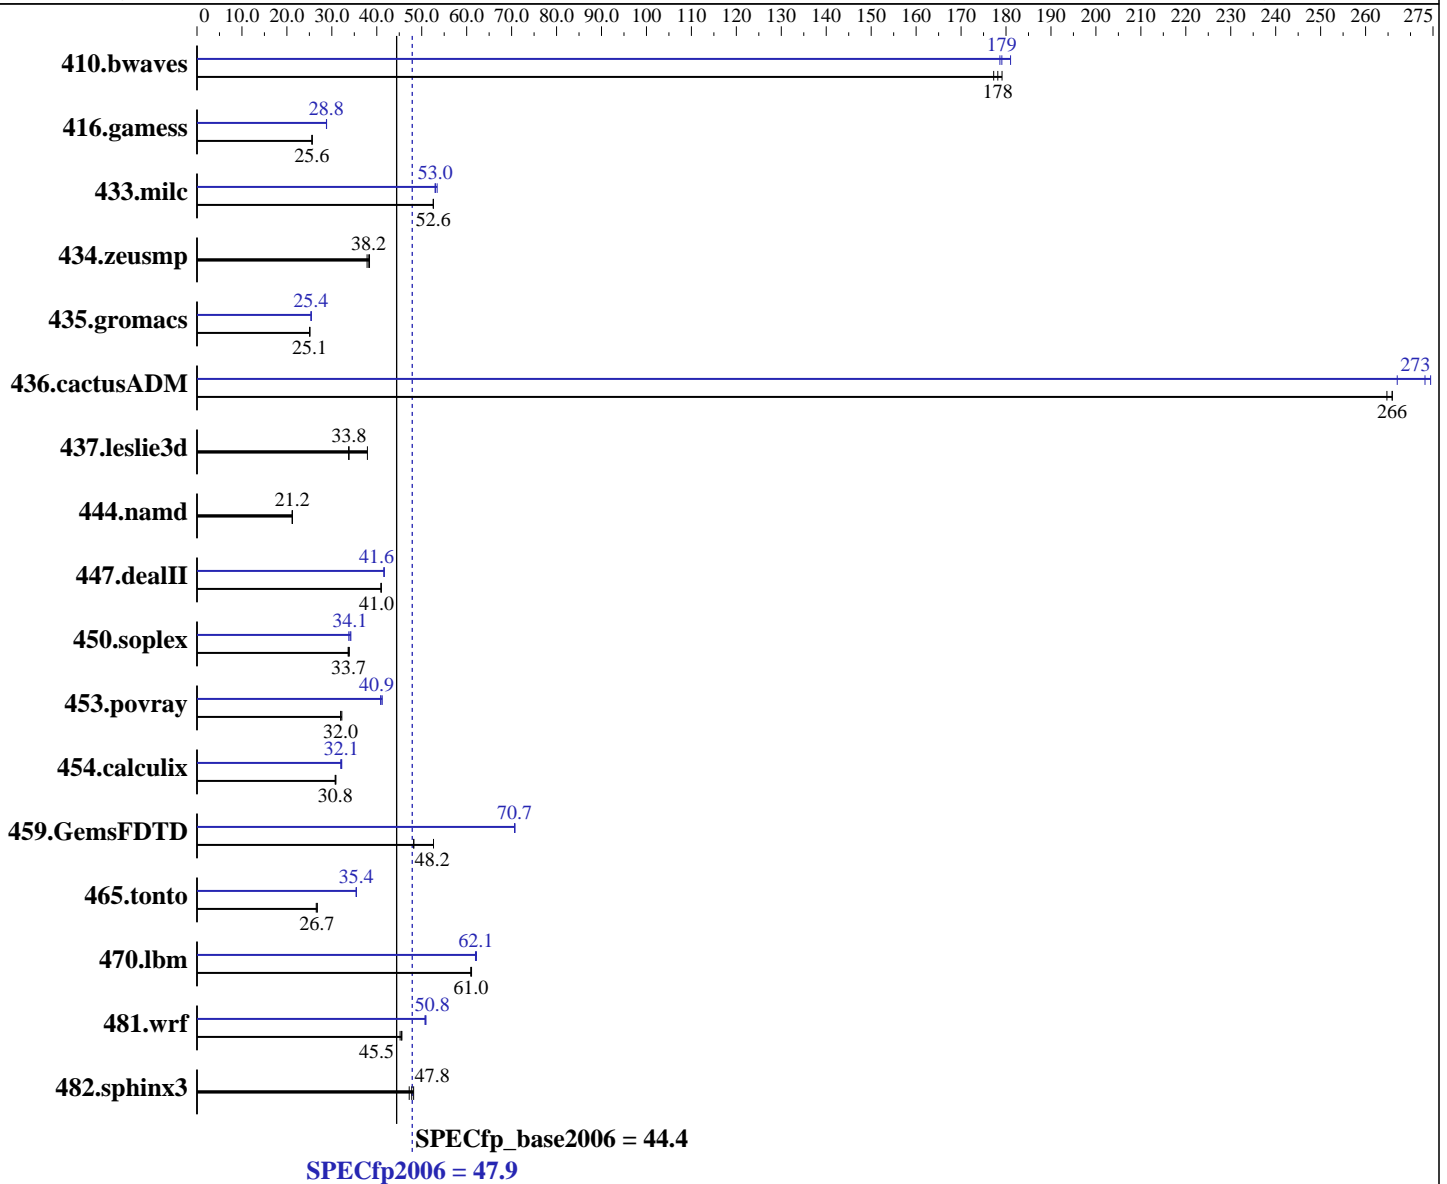 0 10.0 20.0 30.0 40.0 50.0 60.0 70.0 80.0 90.0 100 110 120 130 140 150 160 170 180 190 200 210 220 230 240 250 260 275
179
410.bwaves
178
28.8
416.gamess
25.6
53.0
433.milc
52.6
38.2
434.zeusmp
25.4
435.gromacs
25.1
273
436.cactusADM
266
33.8
437.leslie3d
21.2
444.namd
41.6
447.dealII
41.0
34.1
450.soplex
33.7
40.9
453.povray
32.0
32.1
454.calculix
30.8
70.7
459.GemsFDTD
48.2
35.4
465.tonto
26.7
62.1
470.lbm
61.0
50.8
481.wrf
45.5
47.8
482.sphinx3
SPECfp_base2006 = 44.4
SPECfp2006 = 47.9